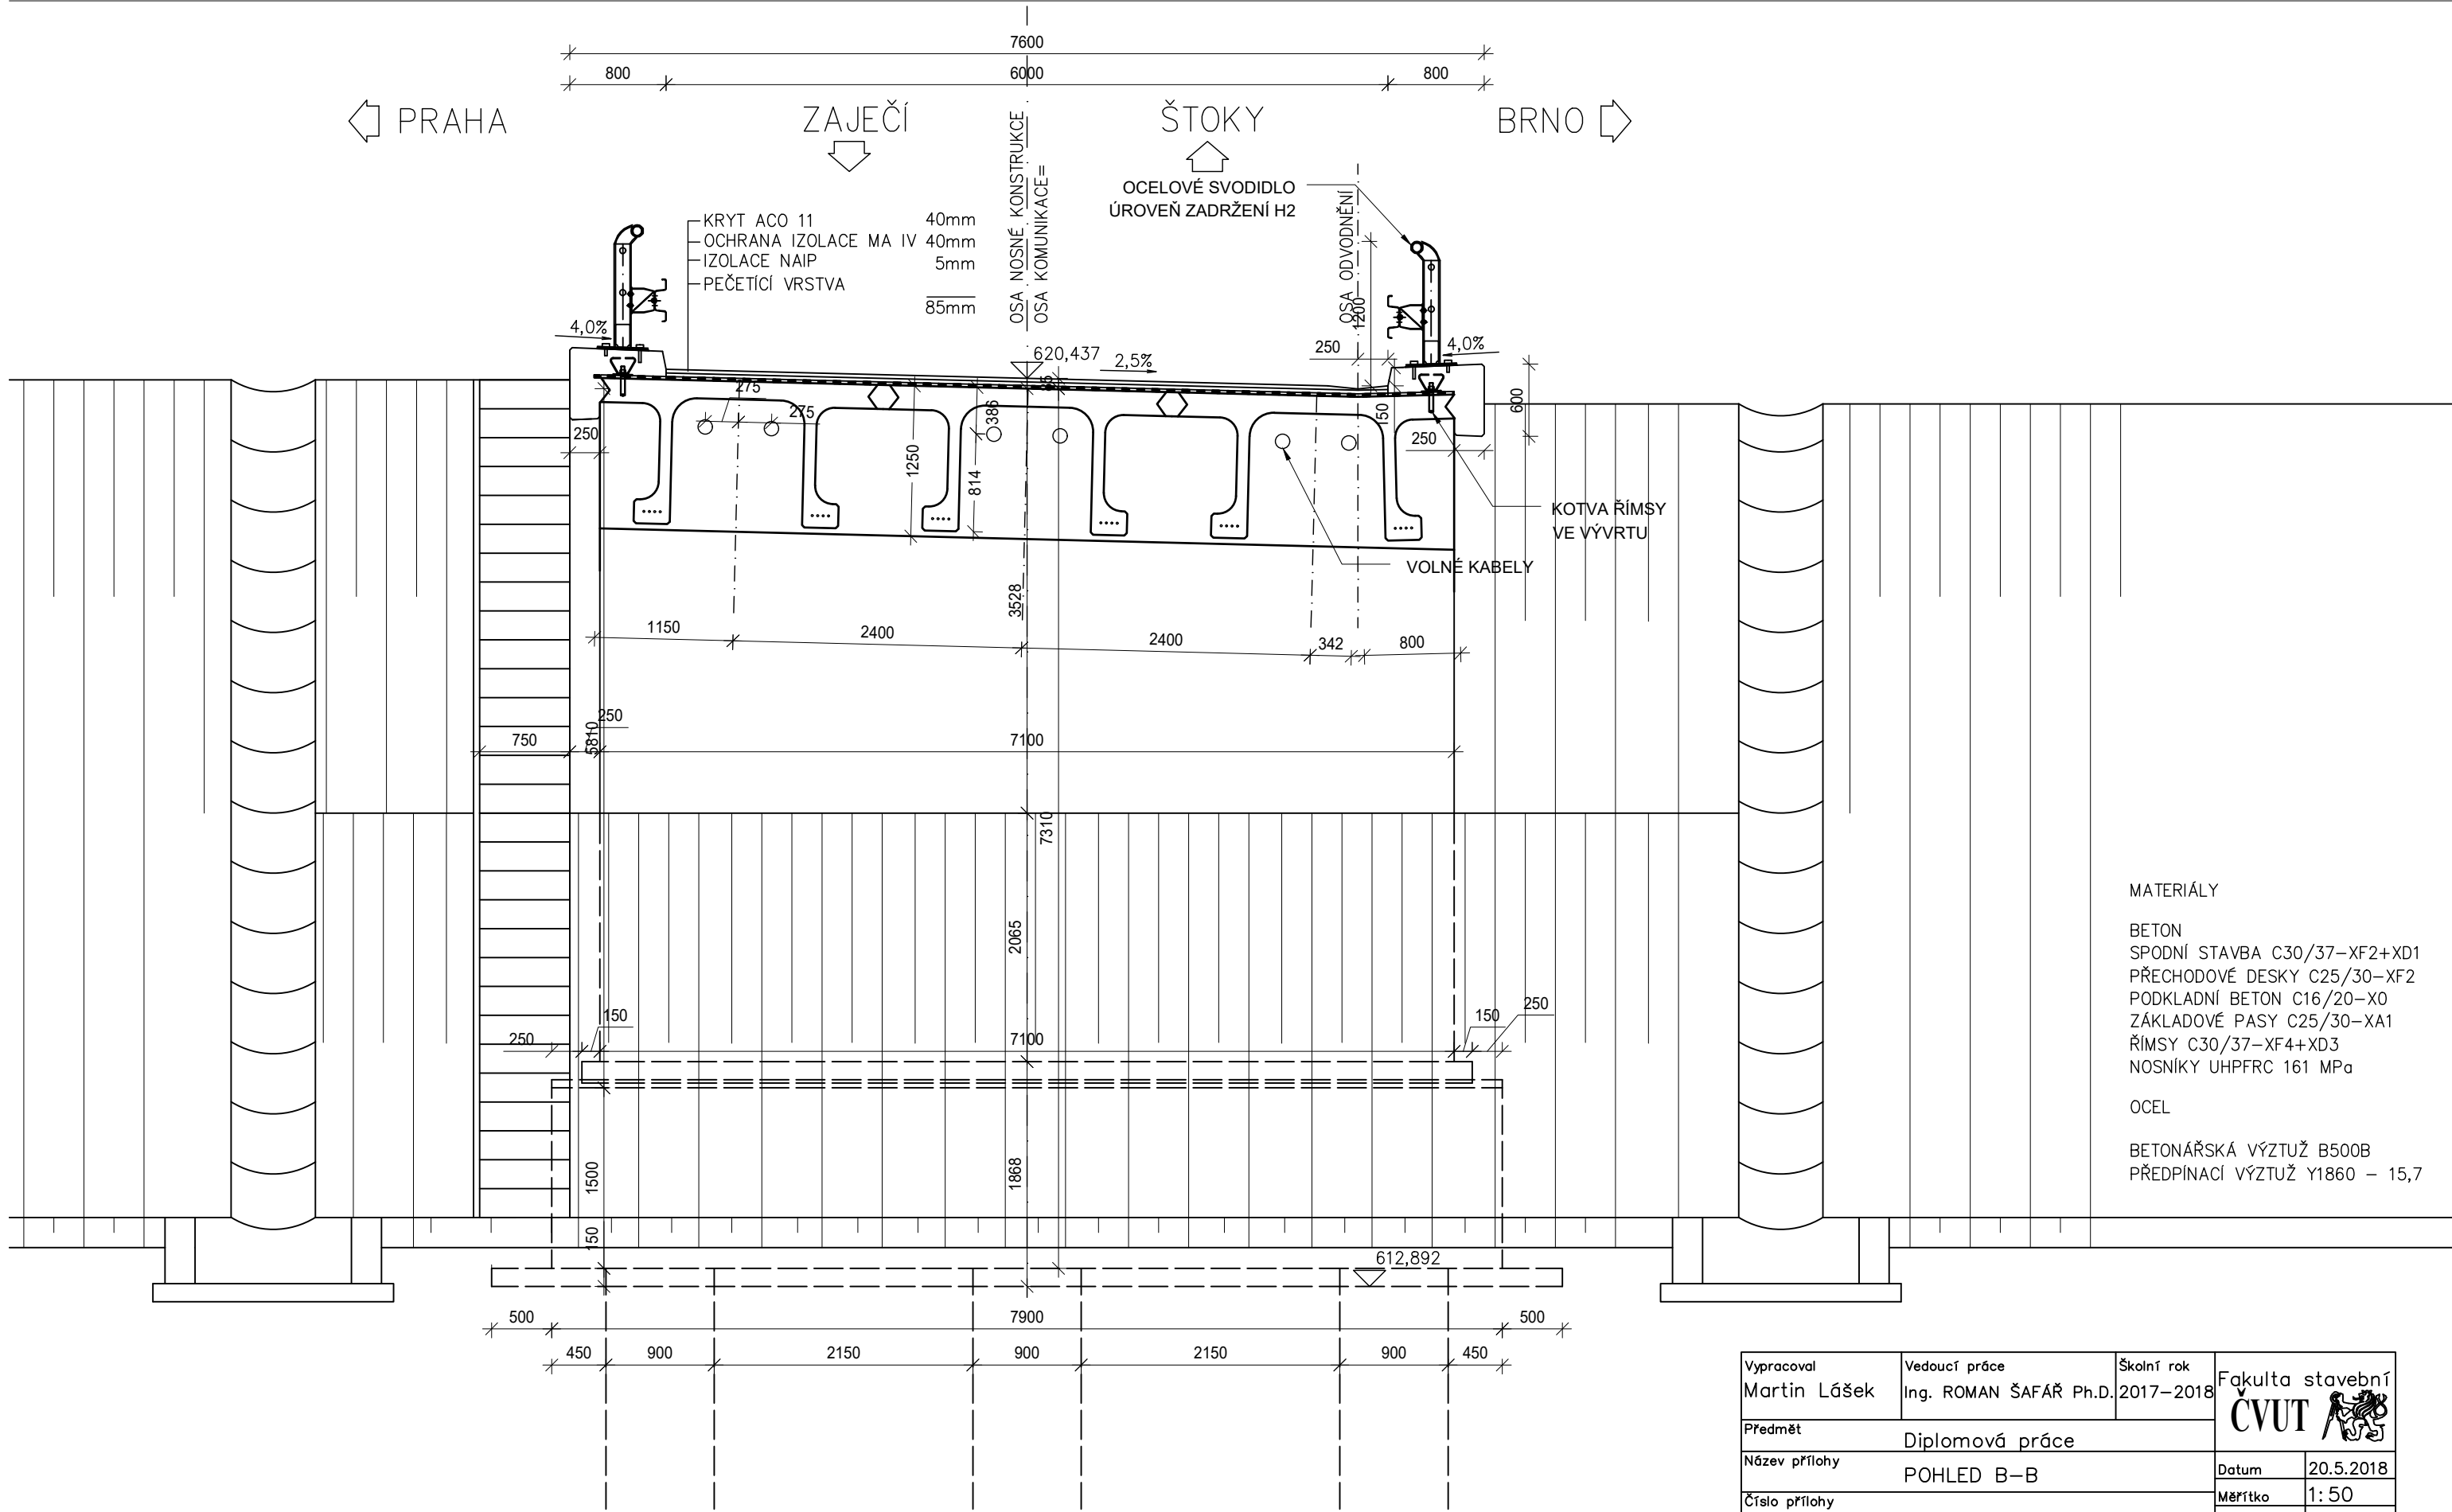 7600
800
6000
800
PRAHA
ZAJEČÍ
ŠTOKY
BRNO
OSA NOSNÉ KONSTRUKCE
OSA KOMUNIKACE=
OCELOVÉ SVODIDLO
ÚROVEŇ ZADRŽENÍ H2
OSA ODVODNĚNÍ
1200
KRYT ACO 11 40mm
OCHRANA IZOLACE MA IV 40mm
IZOLACE NAIP 5mm
PEČETÍCÍ VRSTVA
85mm
4,0%
620,437
2,5%
250
4,0%
275
275
85
386
150
600
250
1250
814
250
KOTVA ŘÍMSY
VE VÝVRTU
VOLNÉ KABELY
3528
1150
2400
2400
342
800
250
750
5810
7100
7310
2065
MATERIÁLY
BETON
SPODNÍ STAVBA C30/37-XF2+XD1
PŘECHODOVÉ DESKY C25/30-XF2
PODKLADNÍ BETON C16/20-X0
ZÁKLADOVÉ PASY C25/30-XA1
ŘÍMSY C30/37-XF4+XD3
NOSNÍKY UHPFRC 161 MPa
OCEL
BETONÁŘSKÁ VÝZTUŽ B500B
PŘEDPÍNACÍ VÝZTUŽ Y1860 - 15,7
150
250
7100
150
250
1500
1868
150
612,892
500
7900
500
450
900
2150
900
2150
900
450
Vypracoval
Martin Lášek
Vedoucí práce
Ing. ROMAN ŠAFÁŘ Ph.D.
Školní rok
2017-2018
Fakulta stavební
ČVUT
Předmět
Diplomová práce
Název přílohy
POHLED B-B
Datum
20.5.2018
Číslo přílohy
Měřítko
1:50